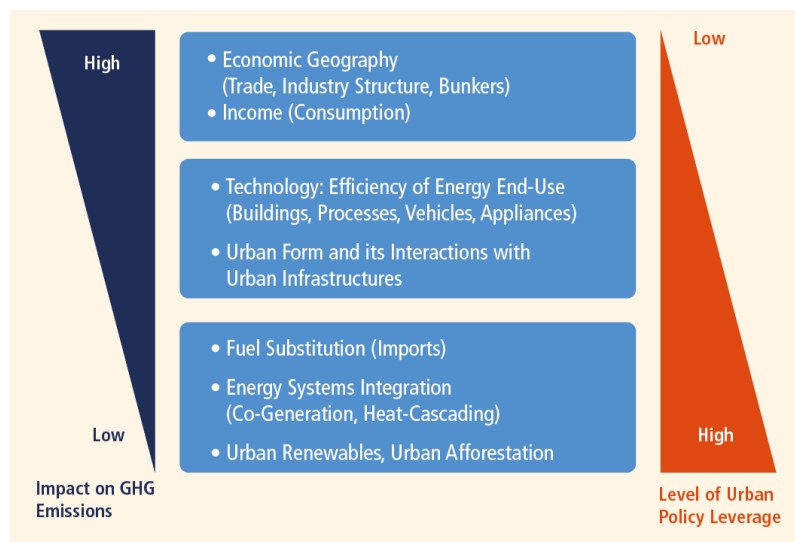 High
Low
Impact on GHG
Emissions
• Economic Geography
(Trade, Industry Structure, Bunkers)
• Income (Consumption)
• Technology: Efficiency of Energy End-Use
(Buildings, Processes, Vehicles, Appliances)
• Urban Form and its Interactions with
Urban Infrastructures
• Fuel Substitution (Imports)
• Energy Systems Integration
(Co-Generation, Heat-Cascading)
• Urban Renewables, Urban Afforestation
Low
High
Level of Urban
Policy Leverage